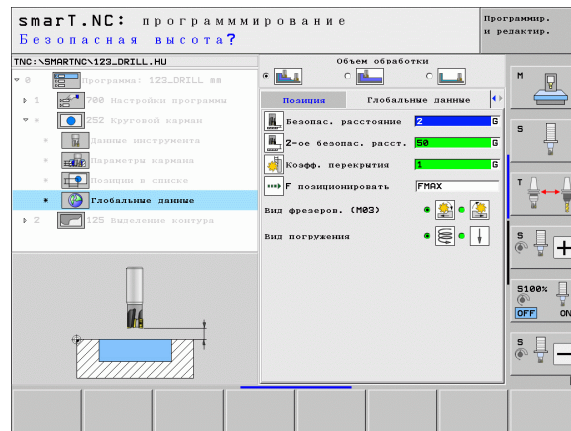 smarT.NC: программмирование
Программир.
и редактир.
Безопасная высота?
TNC:\SMARTNC\123_DRILL.HU
0 Программа: 123_DRILL мм
1 700 Настройки программы
252 Круговой карман
Данные инструмента
Параметры кармана
Позиции в списке
Глобальные данные
2 125 Выделение контура
Объем обработки
Позиция Глобальные данные
Безопас. расстояние 2 G
2-ое безопас. расст. 50 G
Коэфф. перекрытия 1 G
F позиционировать FMAX
Вид фрезеров. (M03)
Вид погружения
M
S
T
S
S100%
OFF ON
S